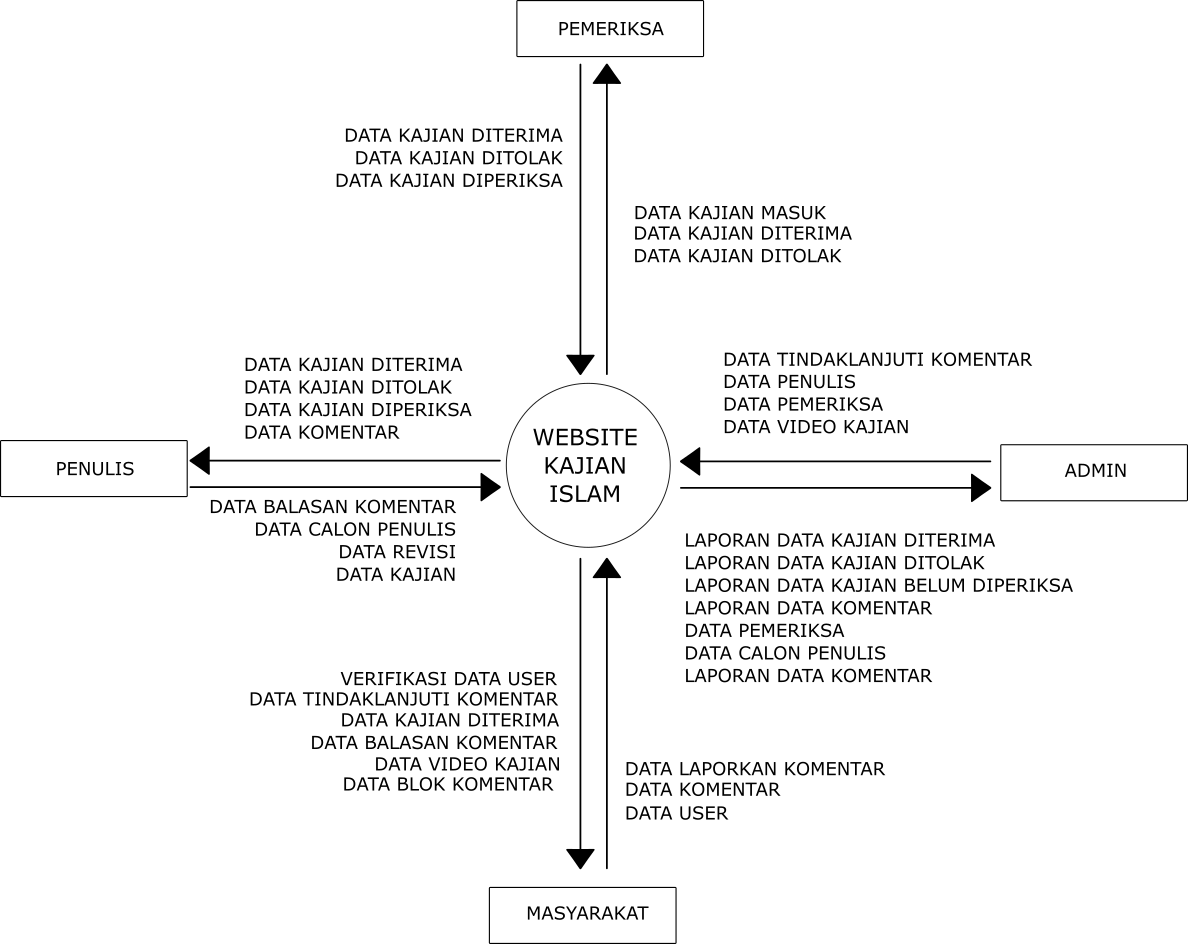 PEMERIKSA
DATA KAJIAN DITERIMA
DATA KAJIAN DITOLAK
DATA KAJIAN DIPERIKSA
DATA KAJIAN MASUK
DATA KAJIAN DITERIMA
DATA KAJIAN DITOLAK
DATA KAJIAN DITERIMA
DATA KAJIAN DITOLAK
DATA KAJIAN DIPERIKSA
DATA KOMENTAR
DATA TINDAKLANJUTI KOMENTAR
DATA PENULIS
DATA PEMERIKSA
DATA VIDEO KAJIAN
PENULIS
WEBSITE
KAJIAN
ISLAM
ADMIN
DATA BALASAN KOMENTAR
DATA CALON PENULIS
DATA REVISI
DATA KAJIAN
LAPORAN DATA KAJIAN DITERIMA
LAPORAN DATA KAJIAN DITOLAK
LAPORAN DATA KAJIAN BELUM DIPERIKSA
LAPORAN DATA KOMENTAR
DATA PEMERIKSA
DATA CALON PENULIS
LAPORAN DATA KOMENTAR
VERIFIKASI DATA USER
DATA TINDAKLANJUTI KOMENTAR
DATA KAJIAN DITERIMA
DATA BALASAN KOMENTAR
DATA VIDEO KAJIAN
DATA BLOK KOMENTAR
DATA LAPORKAN KOMENTAR
DATA KOMENTAR
DATA USER
MASYARAKAT